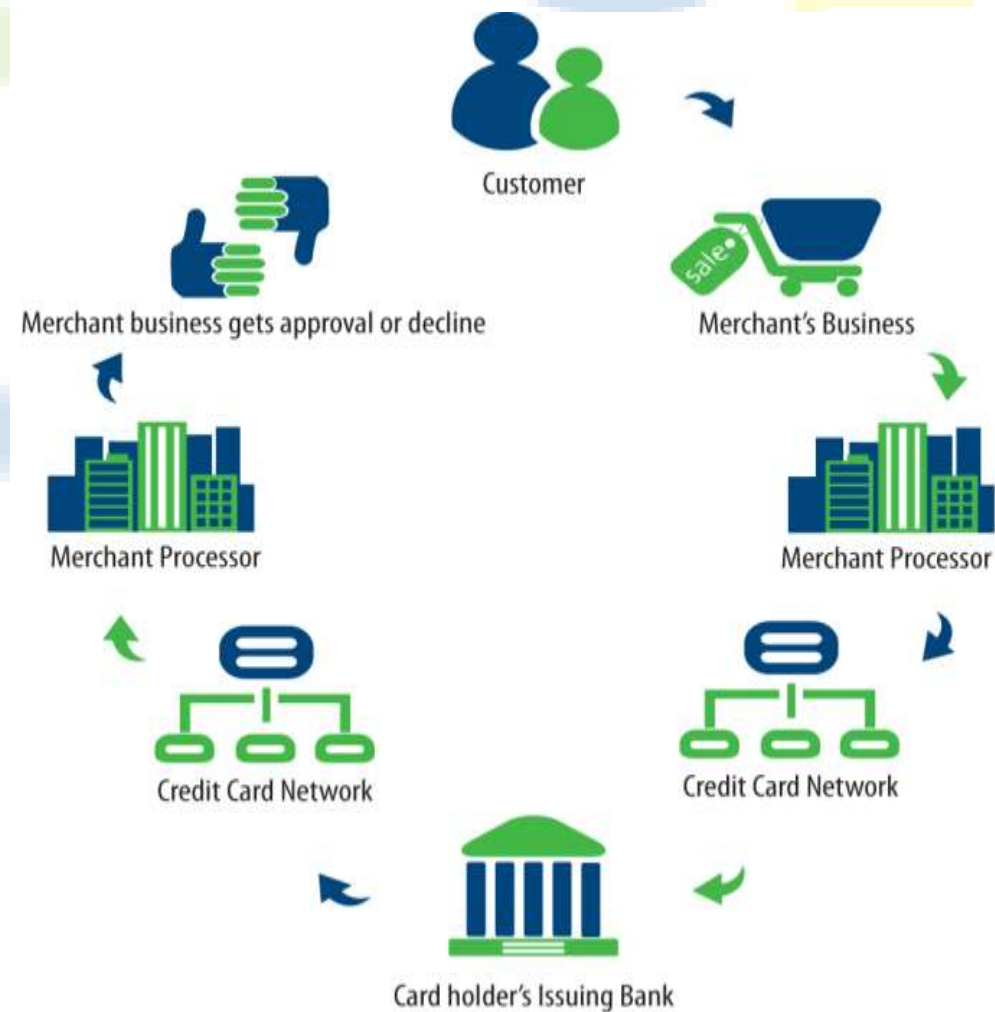 Customer
sale
Merchant business gets approval or decline
Merchant's Business
Merchant Processor
Merchant Processor
Credit Card Network
Credit Card Network
Card holder's Issuing Bank